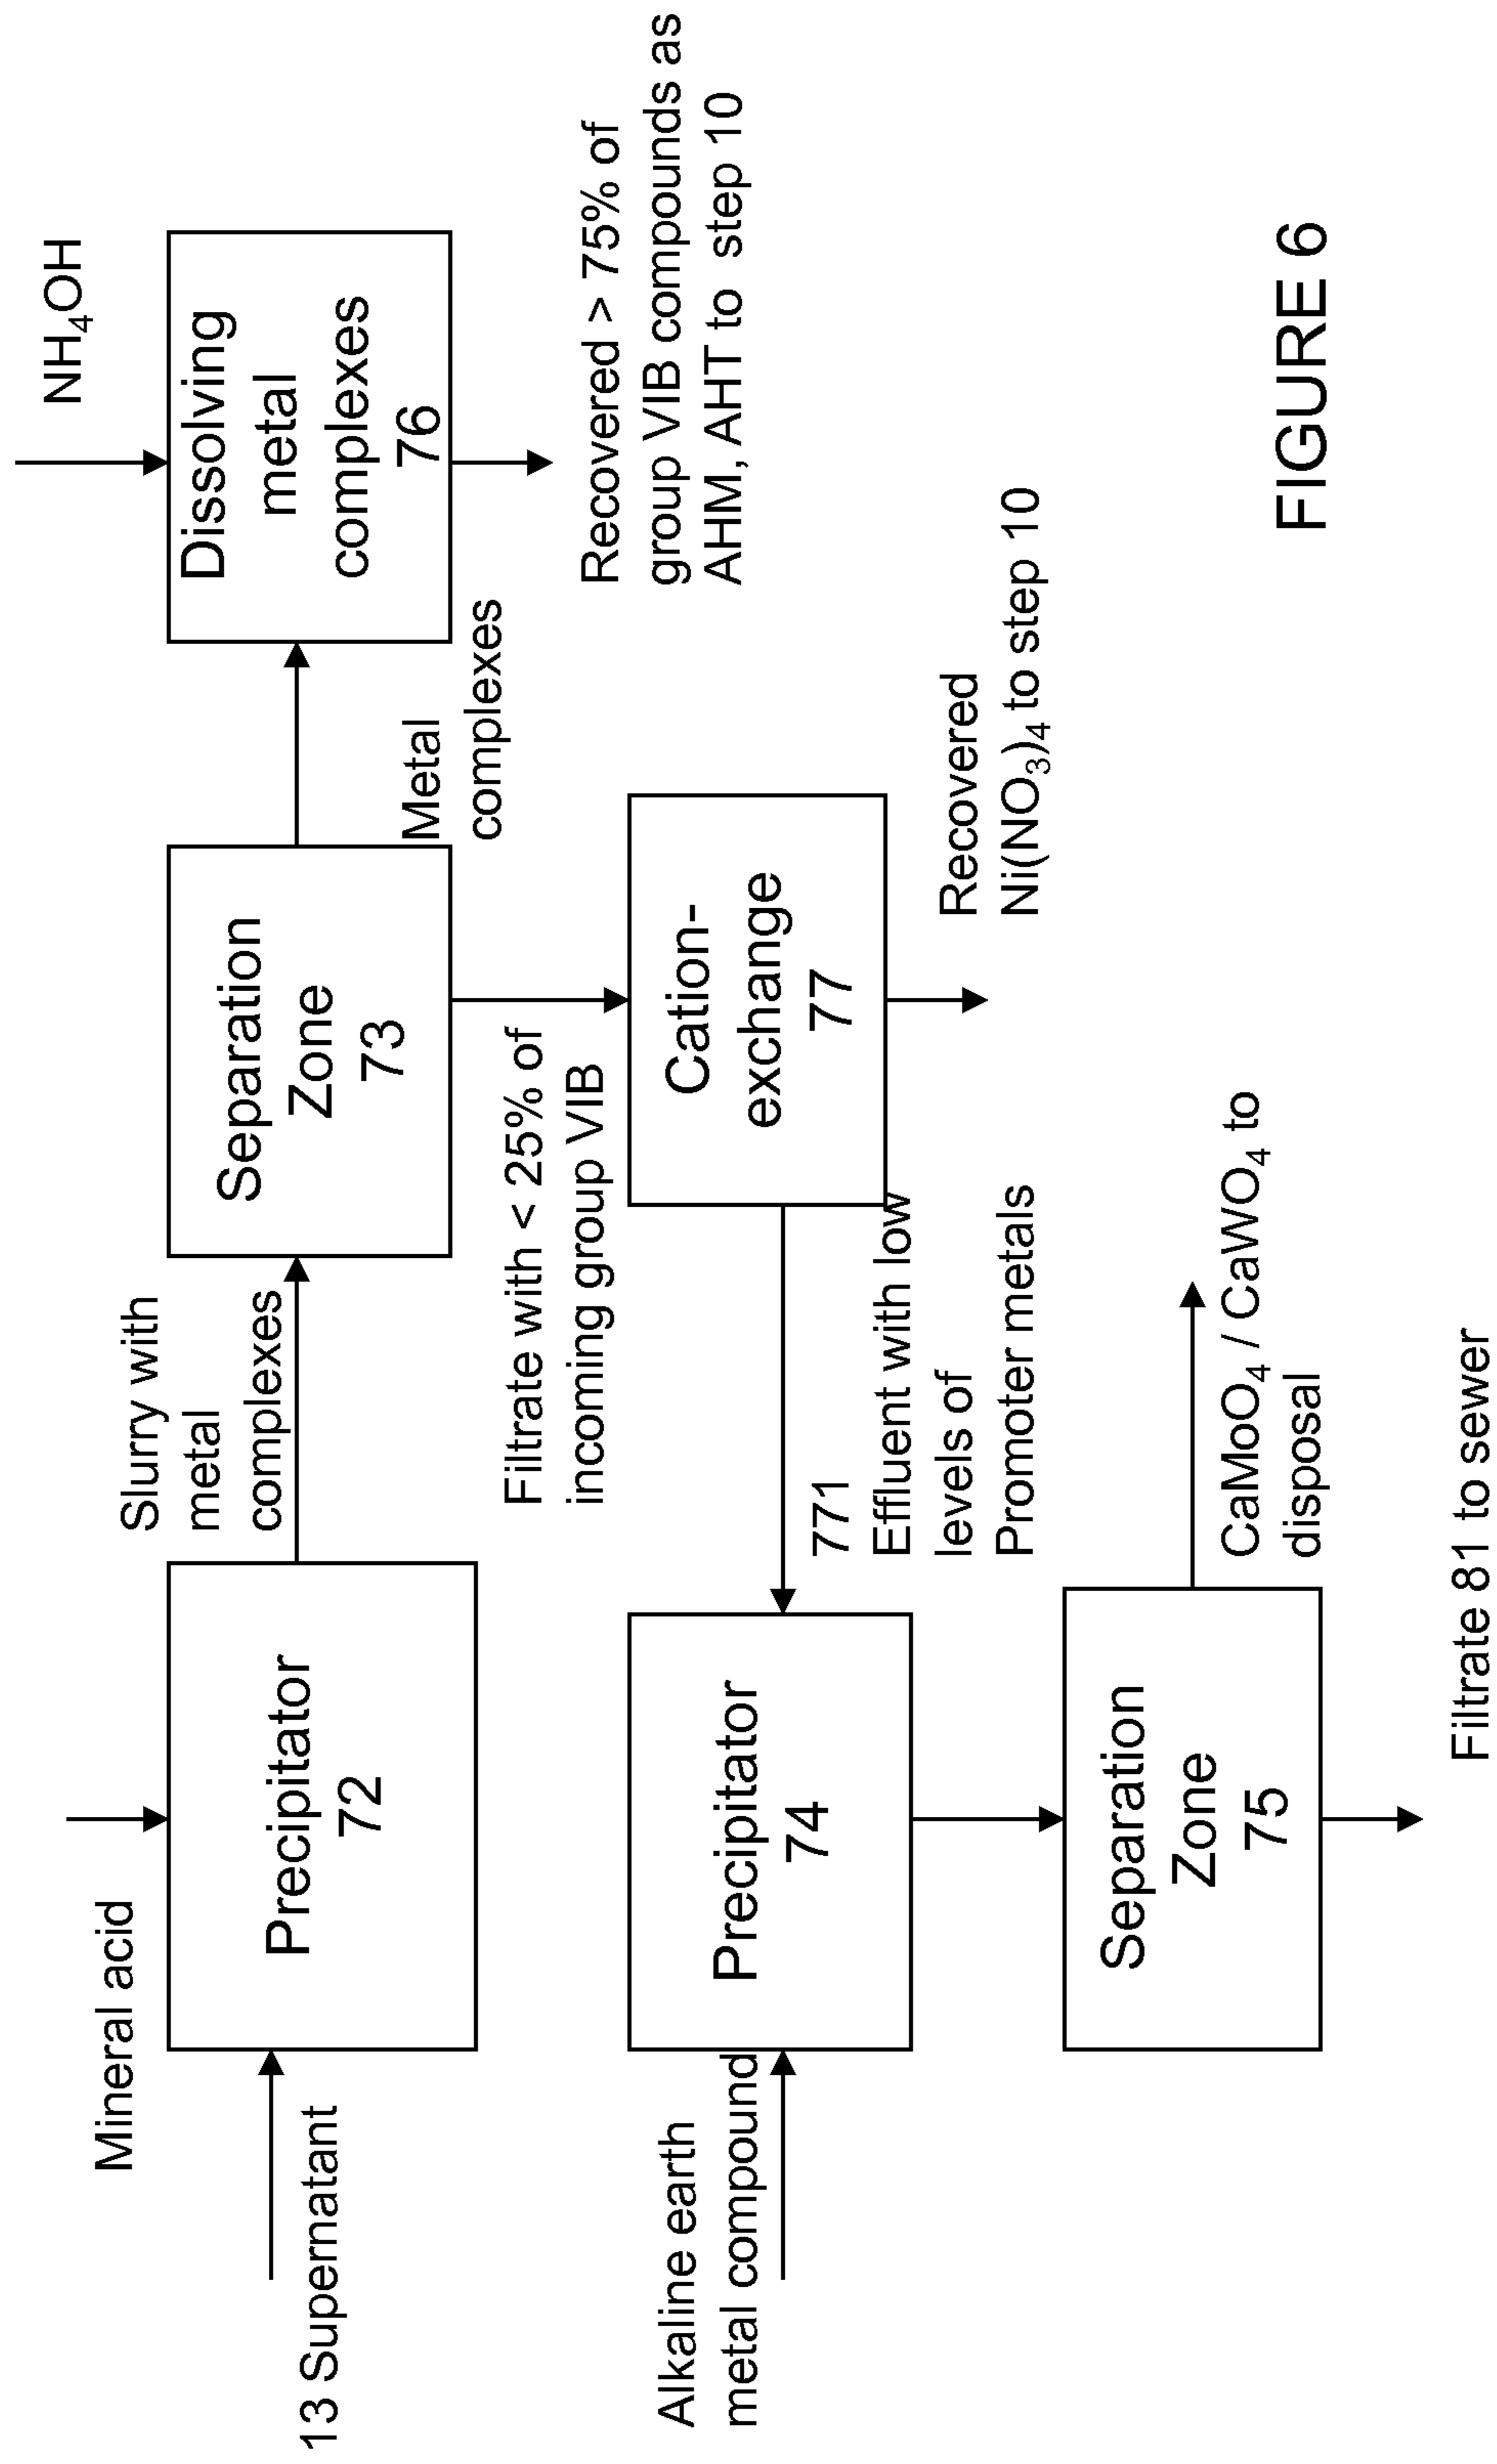 Mineral acid
13 Supernatant
Precipitator
72
Slurry with
metal
complexes
Separation
Zone
73
Metal
complexes
NH₄OH
Dissolving
metal
complexes
76
Recovered > 75% of
group VIB compounds as
AHM, AHT to step 10
Filtrate with < 25% of
incoming group VIB
Cation-
exchange
77
Recovered
Ni(NO₃)₄ to step 10
771
Effluent with low
levels of
Promoter metals
Alkaline earth
metal compound
Precipitator
74
Separation
Zone
75
CaMoO₄ / CaWO₄ to
disposal
Filtrate 81 to sewer
FIGURE 6